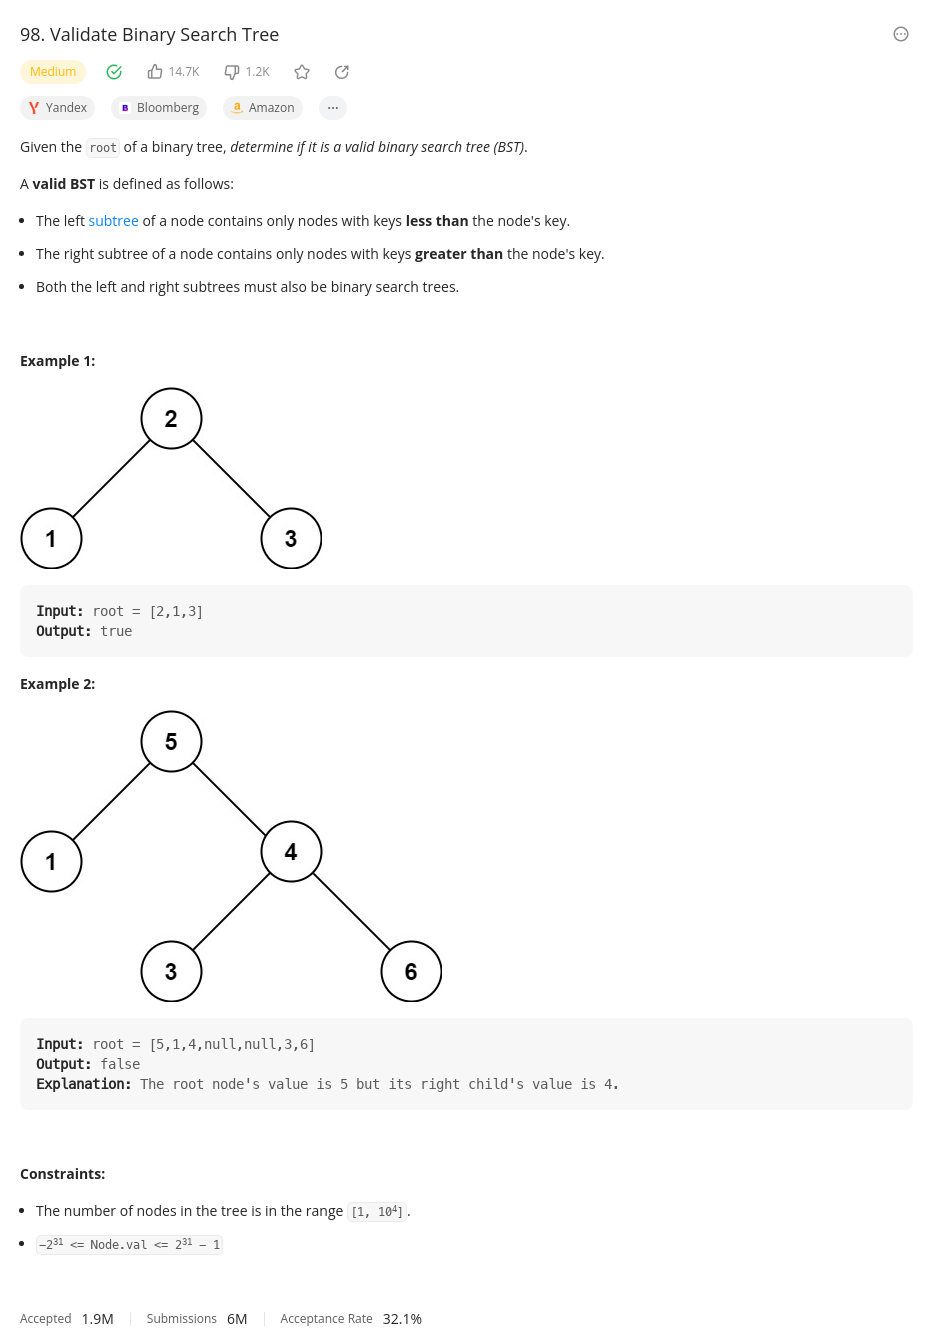 98. Validate Binary Search Tree
Medium 14.7K 1.2K
Yandex Bloomberg Amazon
Given the root of a binary tree, determine if it is a valid binary search tree (BST).
A valid BST is defined as follows:
• The left subtree of a node contains only nodes with keys less than the node's key.
• The right subtree of a node contains only nodes with keys greater than the node's key.
• Both the left and right subtrees must also be binary search trees.
Example 1:
2
1 3
Input: root = [2,1,3]
Output: true
Example 2:
5
1 4
3 6
Input: root = [5,1,4,null,null,3,6]
Output: false
Explanation: The root node's value is 5 but its right child's value is 4.
Constraints:
• The number of nodes in the tree is in the range [1, 10⁴].
• −2³¹ <= Node.val <= 2³¹ − 1
Accepted 1.9M Submissions 6M Acceptance Rate 32.1%